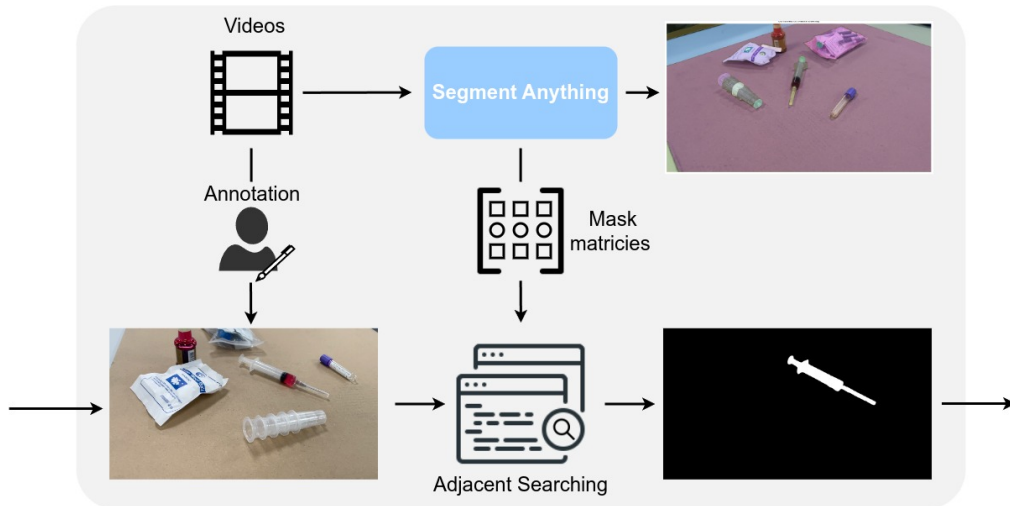 Videos
Segment Anything
Annotation
Mask
matricies
Adjacent Searching